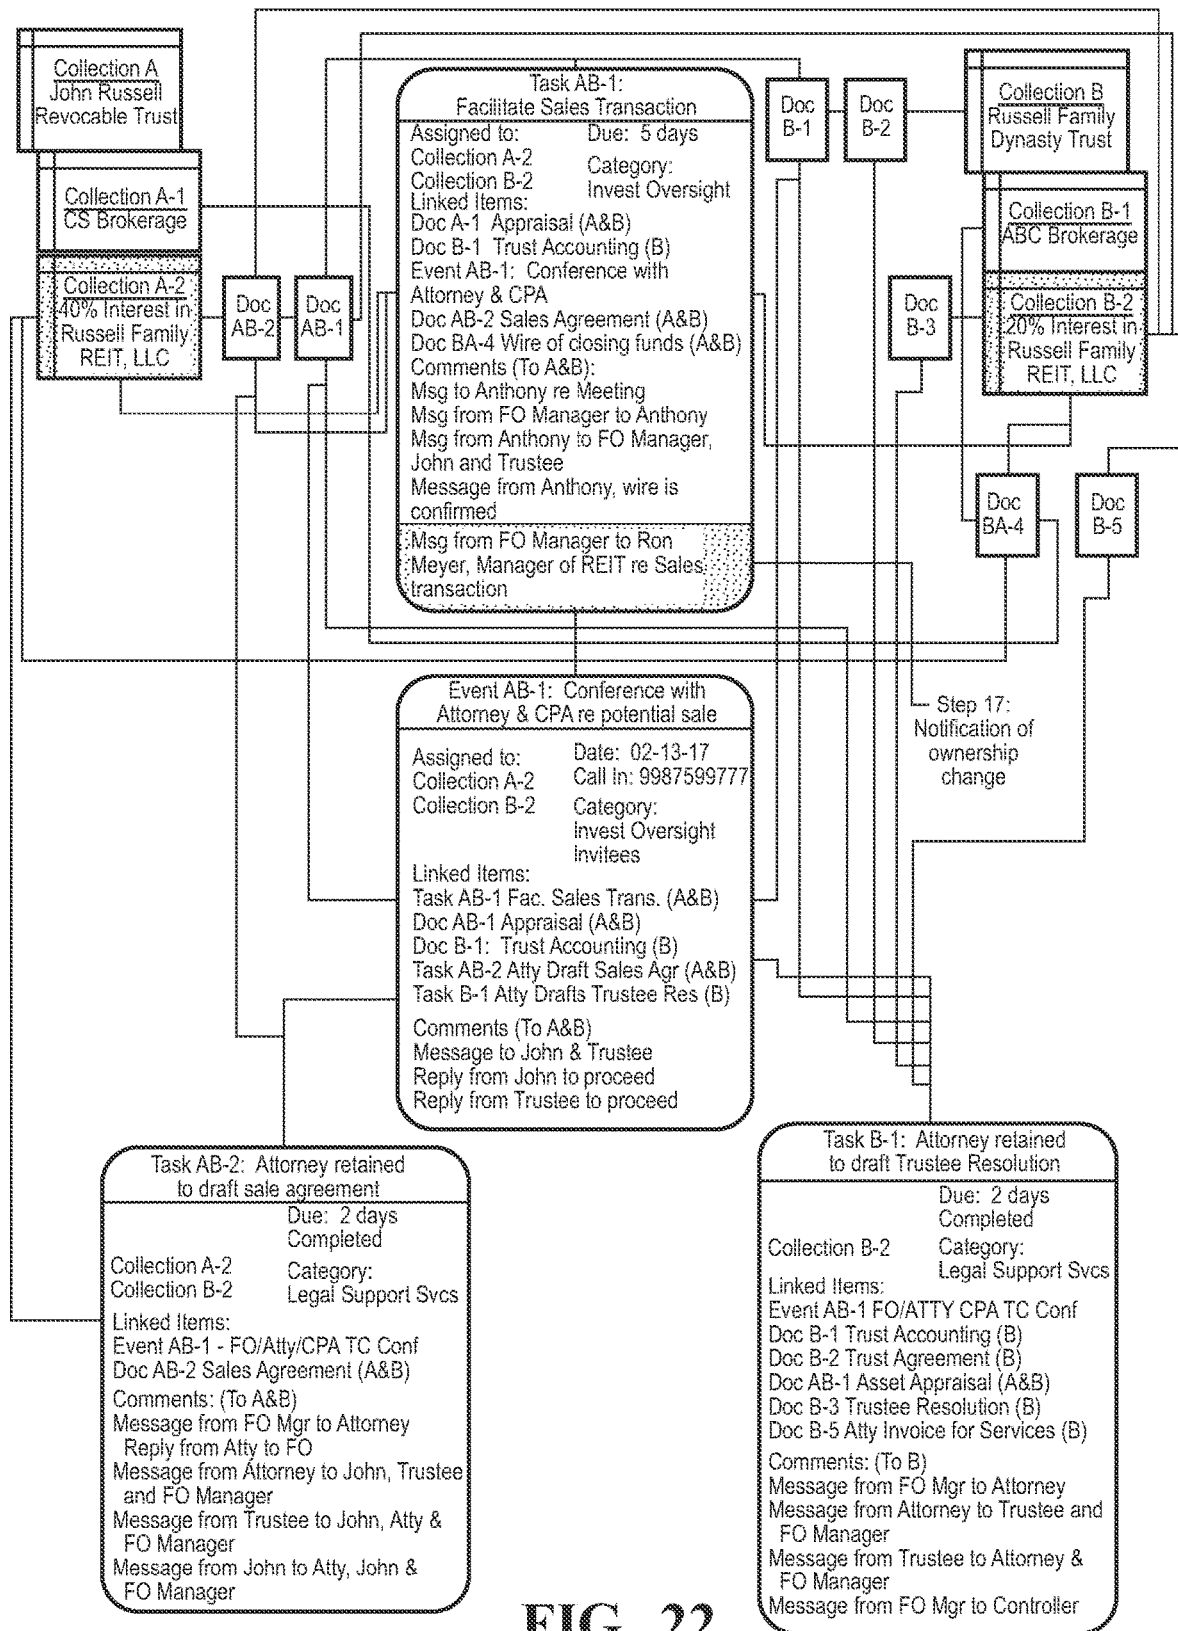 Collection A
John Russell
Revocable Trust
Collection A-1
CS Brokerage
Collection A-2
40% Interest in
Russell Family
REIT, LLC
Doc
AB-2
Doc
AB-1
Task AB-1:
Facilitate Sales Transaction
Assigned to:
Collection A-2
Collection B-2
Due: 5 days
Category:
Invest Oversight
Linked Items:
Doc A-1 Appraisal (A&B)
Doc B-1 Trust Accounting (B)
Event AB-1: Conference with
Attorney & CPA
Doc AB-2 Sales Agreement (A&B)
Doc BA-4 Wire of closing funds (A&B)
Comments (To A&B):
Msg to Anthony re Meeting
Msg from FO Manager to Anthony
Msg from Anthony to FO Manager,
John and Trustee
Message from Anthony, wire is
confirmed
Msg from FO Manager to Ron
Meyer, Manager of REIT re Sales
transaction
Doc
B-1
Doc
B-2
Collection B
Russell Family
Dynasty Trust
Collection B-1
ABC Brokerage
Collection B-2
20% Interest in
Russell Family
REIT, LLC
Doc
B-3
Doc
BA-4
Doc
B-5
Step 17:
Notification of
ownership
change
Event AB-1: Conference with
Attorney & CPA re potential sale
Assigned to:
Collection A-2
Collection B-2
Date: 02-13-17
Call In: 9987599777
Category:
Invest Oversight
Invitees
Linked Items:
Task AB-1 Fac. Sales Trans. (A&B)
Doc AB-1 Appraisal (A&B)
Doc B-1: Trust Accounting (B)
Task AB-2 Atty Draft Sales Agr (A&B)
Task B-1 Atty Drafts Trustee Res (B)
Comments (To A&B)
Message to John & Trustee
Reply from John to proceed
Reply from Trustee to proceed
Task AB-2: Attorney retained
to draft sale agreement
Due: 2 days
Completed
Collection A-2
Collection B-2
Category:
Legal Support Svcs
Linked Items:
Event AB-1 - FO/Atty/CPA TC Conf
Doc AB-2 Sales Agreement (A&B)
Comments: (To A&B)
Message from FO Mgr to Attorney
Reply from Atty to FO
Message from Attorney to John, Trustee
and FO Manager
Message from Trustee to John, Atty &
FO Manager
Message from John to Atty, John &
FO Manager
Task B-1: Attorney retained
to draft Trustee Resolution
Due: 2 days
Completed
Collection B-2
Category:
Legal Support Svcs
Linked Items:
Event AB-1 FO/ATTY CPA TC Conf
Doc B-1 Trust Accounting (B)
Doc B-2 Trust Agreement (B)
Doc AB-1 Asset Appraisal (A&B)
Doc B-3 Trustee Resolution (B)
Doc B-5 Atty Invoice for Services (B)
Comments: (To B)
Message from FO Mgr to Attorney
Message from Attorney to Trustee and
FO Manager
Message from Trustee to Attorney &
FO Manager
Message from FO Mgr to Controller
FIG. 22